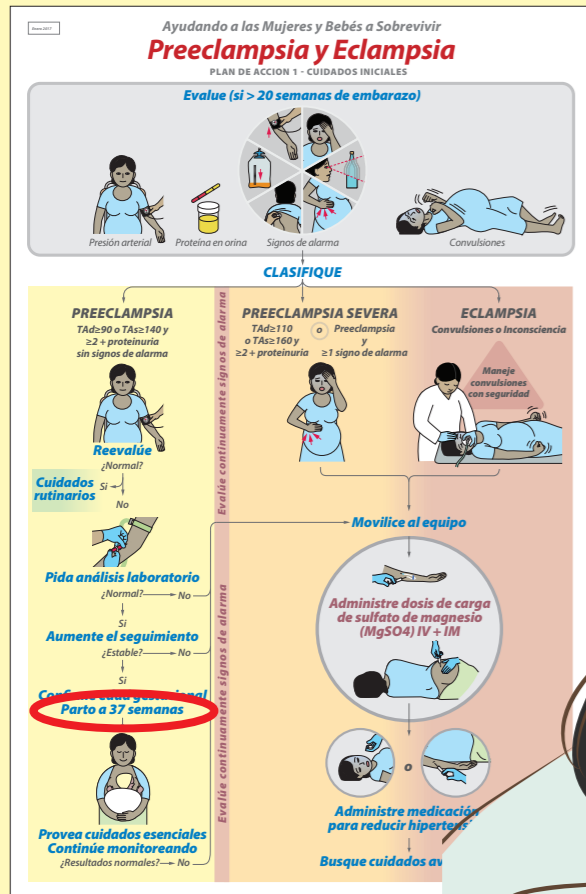 Enero 2017
Ayudando a las Mujeres y Bebés a Sobrevivir
Preeclampsia y Eclampsia
PLAN DE ACCION 1 - CUIDADOS INICIALES
Evalue (si > 20 semanas de embarazo)
Presión arterial
Proteína en orina
Signos de alarma
Convulsiones
CLASIFIQUE
PREECLAMPSIA
TAd≥90 o TAs≥140 y
≥2 + proteinuria
sin signos de alarma
Reevalúe
¿Normal?
Cuidados
rutinarios
Si
No
Pida análisis laboratorio
¿Normal?
No
Si
Aumente el seguimiento
¿Estable?
No
Si
gestacional
Parto a 37 semanas
Provea cuidados esenciales
Continúe monitoreando
¿Resultados normales?
No
Evalúe continuamente signos de alarma
Evalúe continuamente signos de alarma
PREECLAMPSIA SEVERA
TAd≥110
o TAs≥160 y
≥2 + proteinuria
o
Preeclampsia
y
≥1 signo de alarma
ECLAMPSIA
Convulsiones o Inconsciencia
Maneje
convulsiones
con seguridad
Movilice al equipo
Administre dosis de carga
de sulfato de magnesio
(MgSO4) IV + IM
o
Administre medicación
para reducir
Busque cuidados